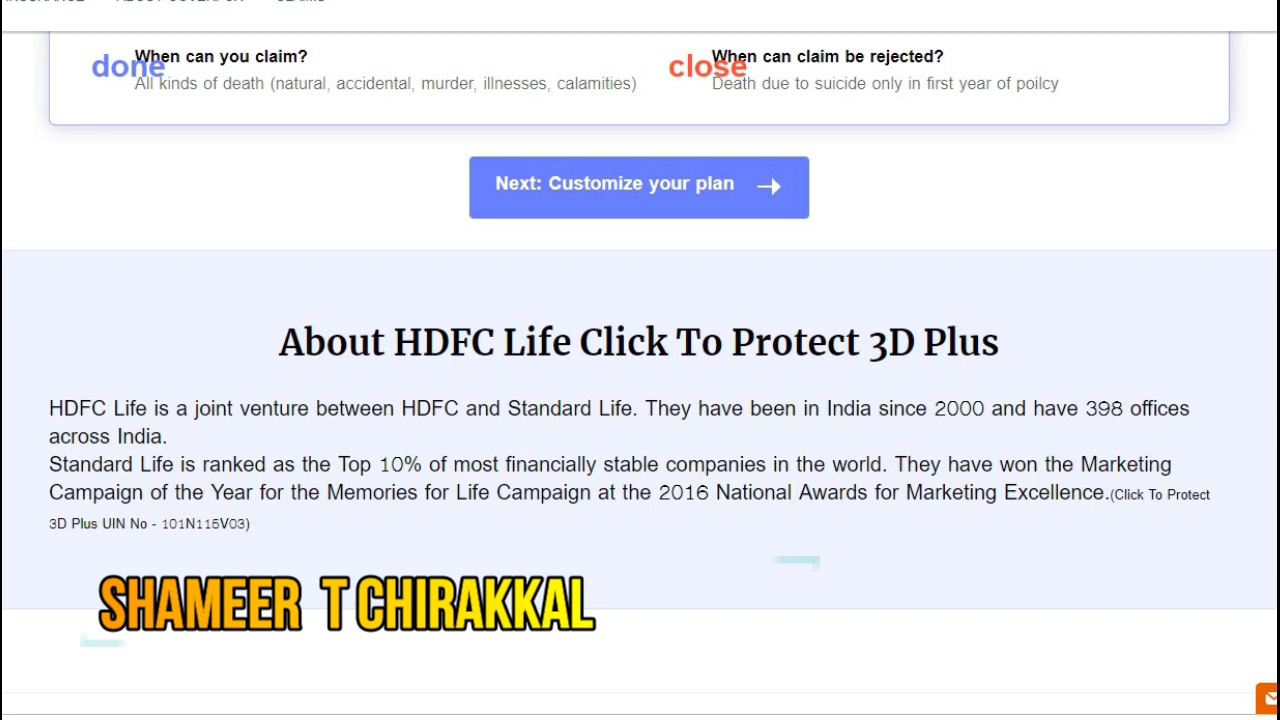 INSURANCE ABOUT COVERFOX CLAIMS
done When can you claim? close When can claim be rejected?
All kinds of death (natural, accidental, murder, illnesses, calamities) Death due to suicide only in first year of poilcy
Next: Customize your plan →
About HDFC Life Click To Protect 3D Plus
HDFC Life is a joint venture between HDFC and Standard Life. They have been in India since 2000 and have 398 offices
across India.
Standard Life is ranked as the Top 10% of most financially stable companies in the world. They have won the Marketing
Campaign of the Year for the Memories for Life Campaign at the 2016 National Awards for Marketing Excellence.(Click To Protect
3D Plus UIN No - 101N115V03)
SHAMEER T CHIRAKKAL